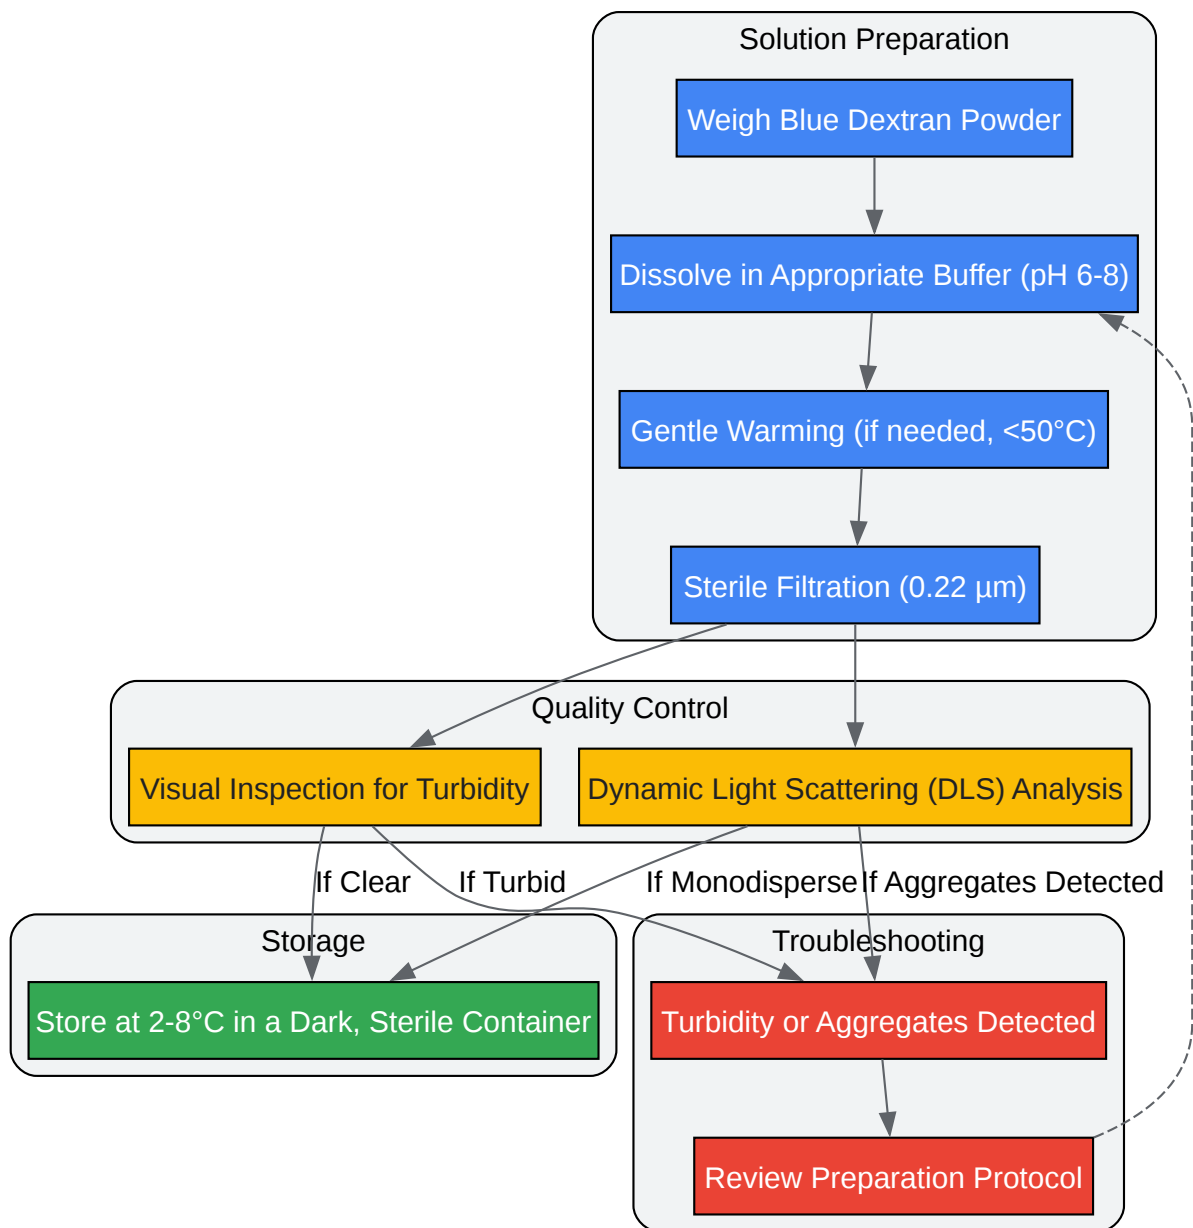 Solution Preparation
Weigh Blue Dextran Powder
Dissolve in Appropriate Buffer (pH 6-8)
Gentle Warming (if needed, <50°C)
Sterile Filtration (0.22 µm)
Quality Control
Visual Inspection for Turbidity
Dynamic Light Scattering (DLS) Analysis
If Clear
If Turbid
If Monodisperse
If Aggregates Detected
Storage
Troubleshooting
Store at 2-8°C in a Dark, Sterile Container
Turbidity or Aggregates Detected
Review Preparation Protocol